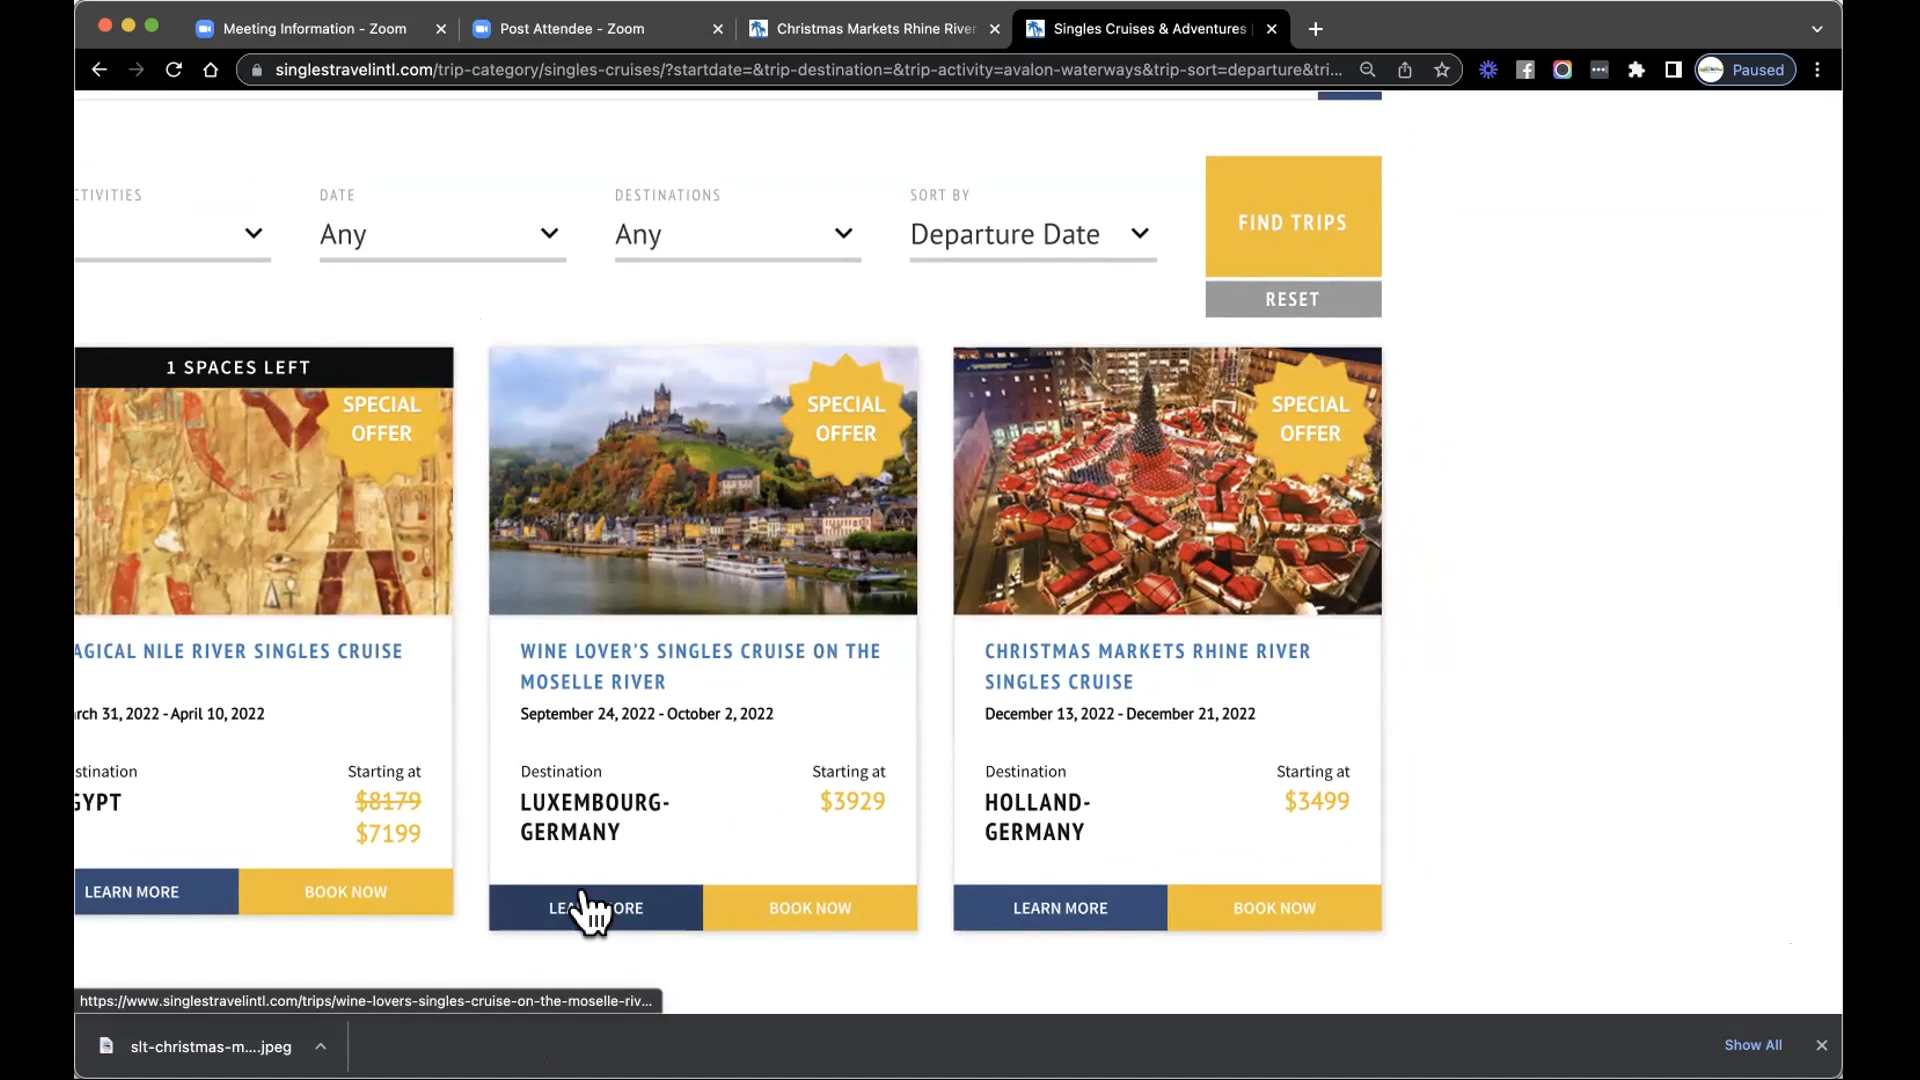 Meeting Information - Zoom
Post Attendee - Zoom
Christmas Markets Rhine River
Singles Cruises & Adventures
singlestravelintl.com/trip-category/singles-cruises/?startdate=&trip-destination=&trip-activity=avalon-waterways&trip-sort=departure&tri...
Paused
CTIVITIES
DATE
DESTINATIONS
SORT BY
Any
Any
Departure Date
FIND TRIPS
RESET
1 SPACES LEFT
SPECIAL
OFFER
SPECIAL
OFFER
SPECIAL
OFFER
AGICAL NILE RIVER SINGLES CRUISE
rch 31, 2022 - April 10, 2022
stination
Starting at
GYPT
$8179
$7199
LEARN MORE
BOOK NOW
WINE LOVER'S SINGLES CRUISE ON THE
MOSELLE RIVER
September 24, 2022 - October 2, 2022
Destination
Starting at
LUXEMBOURG-
GERMANY
$3929
LEARN MORE
BOOK NOW
CHRISTMAS MARKETS RHINE RIVER
SINGLES CRUISE
December 13, 2022 - December 21, 2022
Destination
Starting at
HOLLAND-
GERMANY
$3499
LEARN MORE
BOOK NOW
https://www.singlestravelintl.com/trips/wine-lovers-singles-cruise-on-the-moselle-riv...
slt-christmas-m....jpeg
Show All